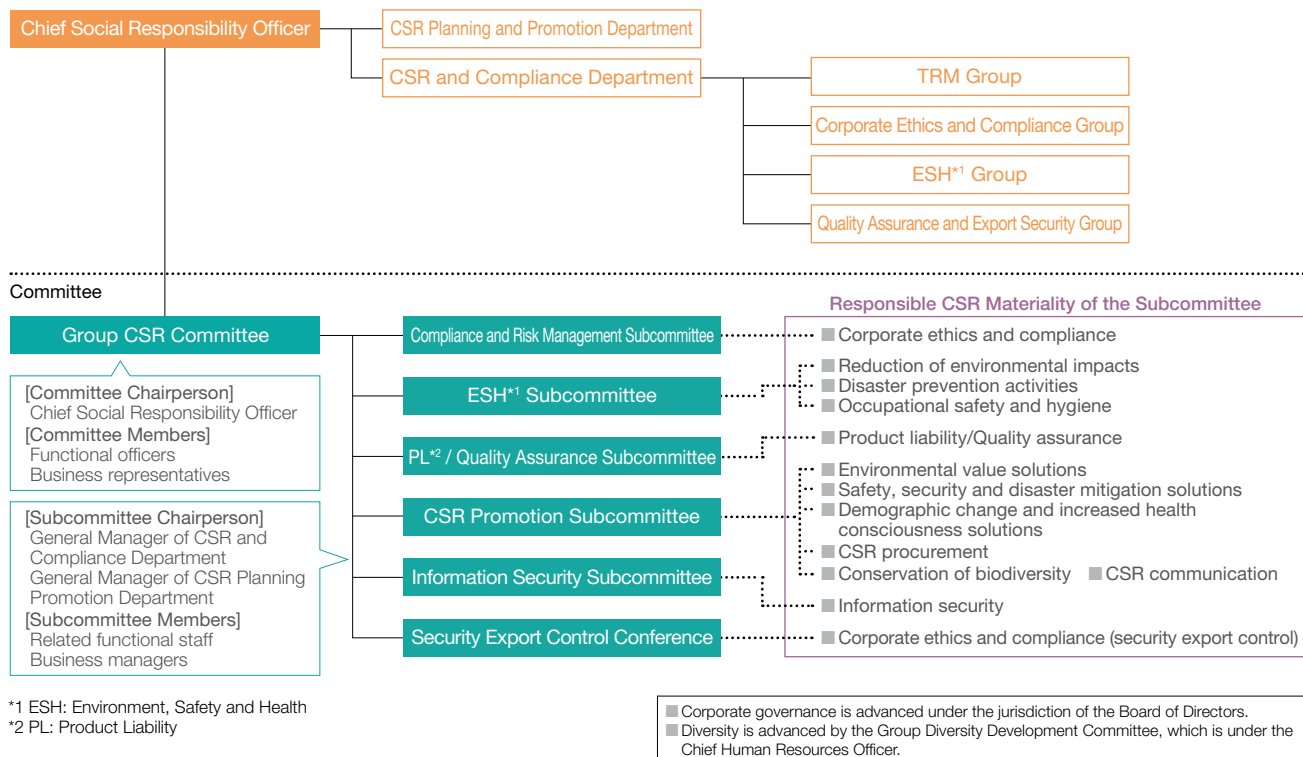 Chief Social Responsibility Officer
CSR Planning and Promotion Department
CSR and Compliance Department
TRM Group
Corporate Ethics and Compliance Group
ESH*1 Group
Quality Assurance and Export Security Group
Committee
Group CSR Committee
[Committee Chairperson]
Chief Social Responsibility Officer
[Committee Members]
Functional officers
Business representatives
[Subcommittee Chairperson]
General Manager of CSR and
Compliance Department
General Manager of CSR Planning
Promotion Department
[Subcommittee Members]
Related functional staff
Business managers
Compliance and Risk Management Subcommittee
ESH*1 Subcommittee
PL*2 / Quality Assurance Subcommittee
CSR Promotion Subcommittee
Information Security Subcommittee
Security Export Control Conference
Responsible CSR Materiality of the Subcommittee
■ Corporate ethics and compliance
■ Reduction of environmental impacts
■ Disaster prevention activities
■ Occupational safety and hygiene
■ Product liability/Quality assurance
■ Environmental value solutions
■ Safety, security and disaster mitigation solutions
■ Demographic change and increased health
consciousness solutions
■ CSR procurement
■ Conservation of biodiversity ■ CSR communication
■ Information security
■ Corporate ethics and compliance (security export control)
*1 ESH: Environment, Safety and Health
*2 PL: Product Liability
■ Corporate governance is advanced under the jurisdiction of the Board of Directors.
■ Diversity is advanced by the Group Diversity Development Committee, which is under the
Chief Human Resources Officer.